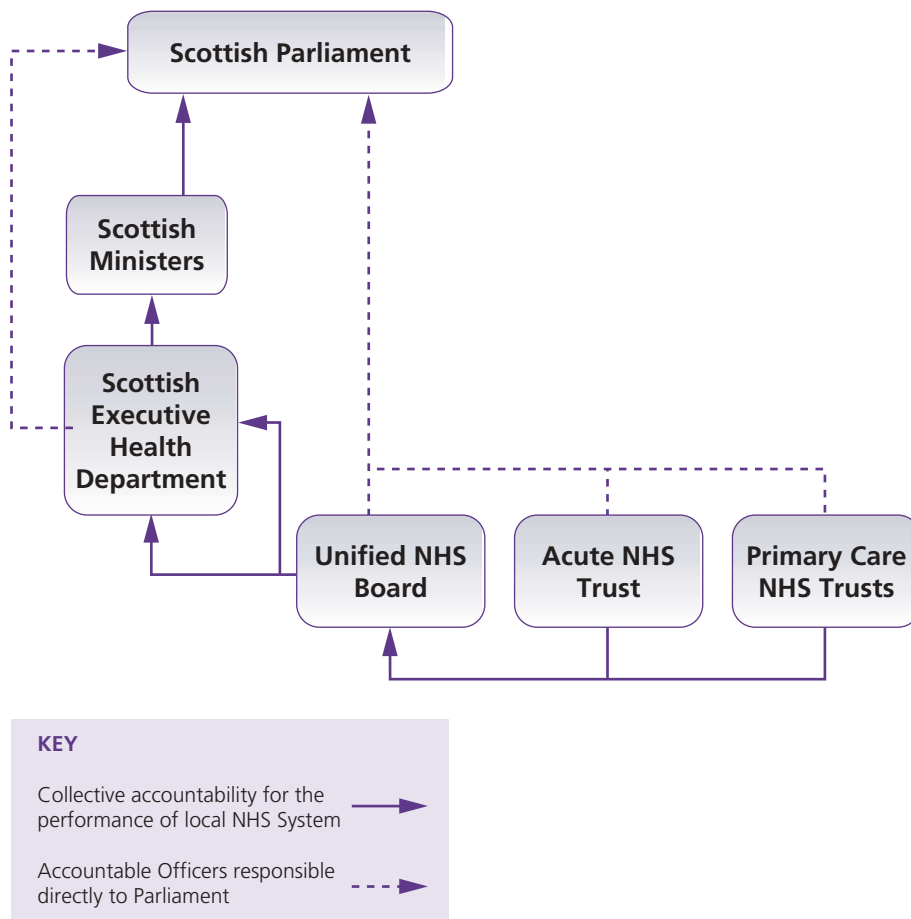 Scottish Parliament
Scottish
Ministers
Scottish
Executive
Health
Department
Unified NHS
Board
Acute NHS
Trust
Primary Care
NHS Trusts
KEY
Collective accountability for the
performance of local NHS System
Accountable Officers responsible
directly to Parliament